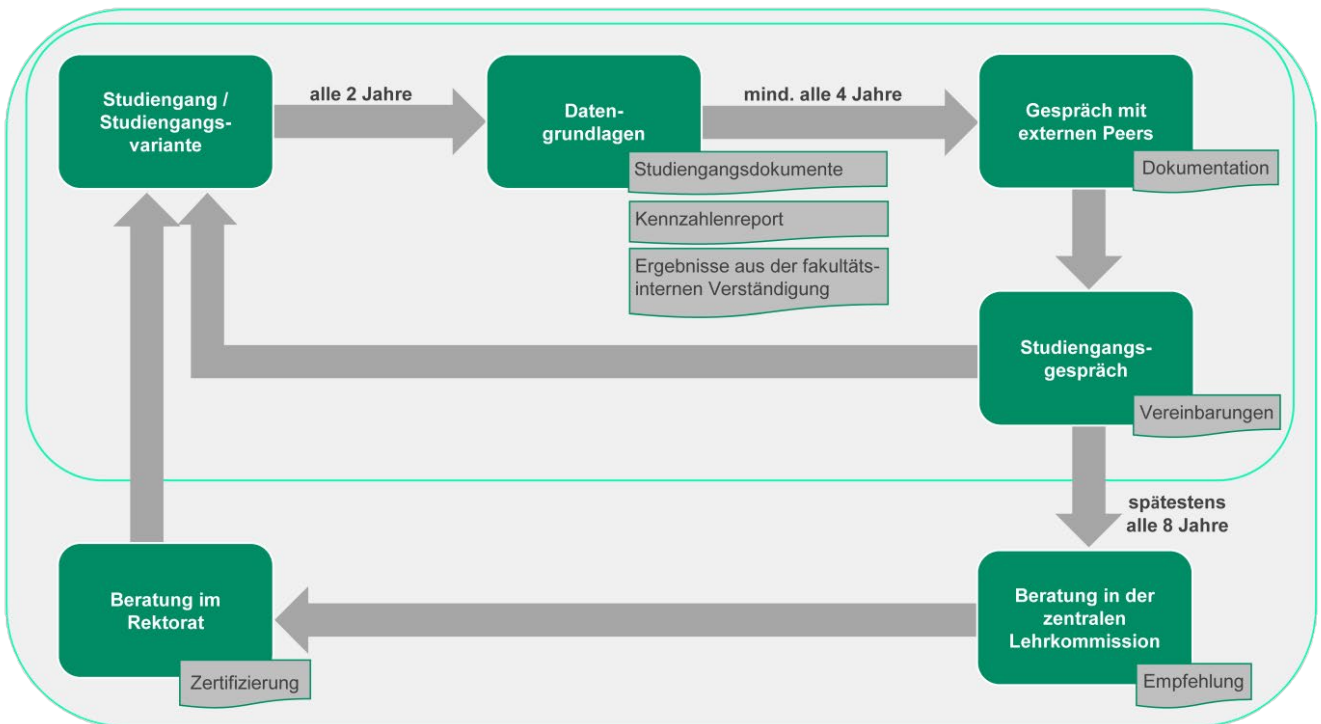 Studiengang /
Studiengangs-
variante
alle 2 Jahre
Daten-
grundlagen
Studiengangsdokumente
Kennzahlenreport
Ergebnisse aus der fakultäts-
internen Verständigung
mind. alle 4 Jahre
Gespräch mit
externen Peers
Dokumentation
Studiengangs-
gespräch
Vereinbarungen
spätestens
alle 8 Jahre
Beratung in der
zentralen
Lehrkommission
Empfehlung
Beratung im
Rektorat
Zertifizierung